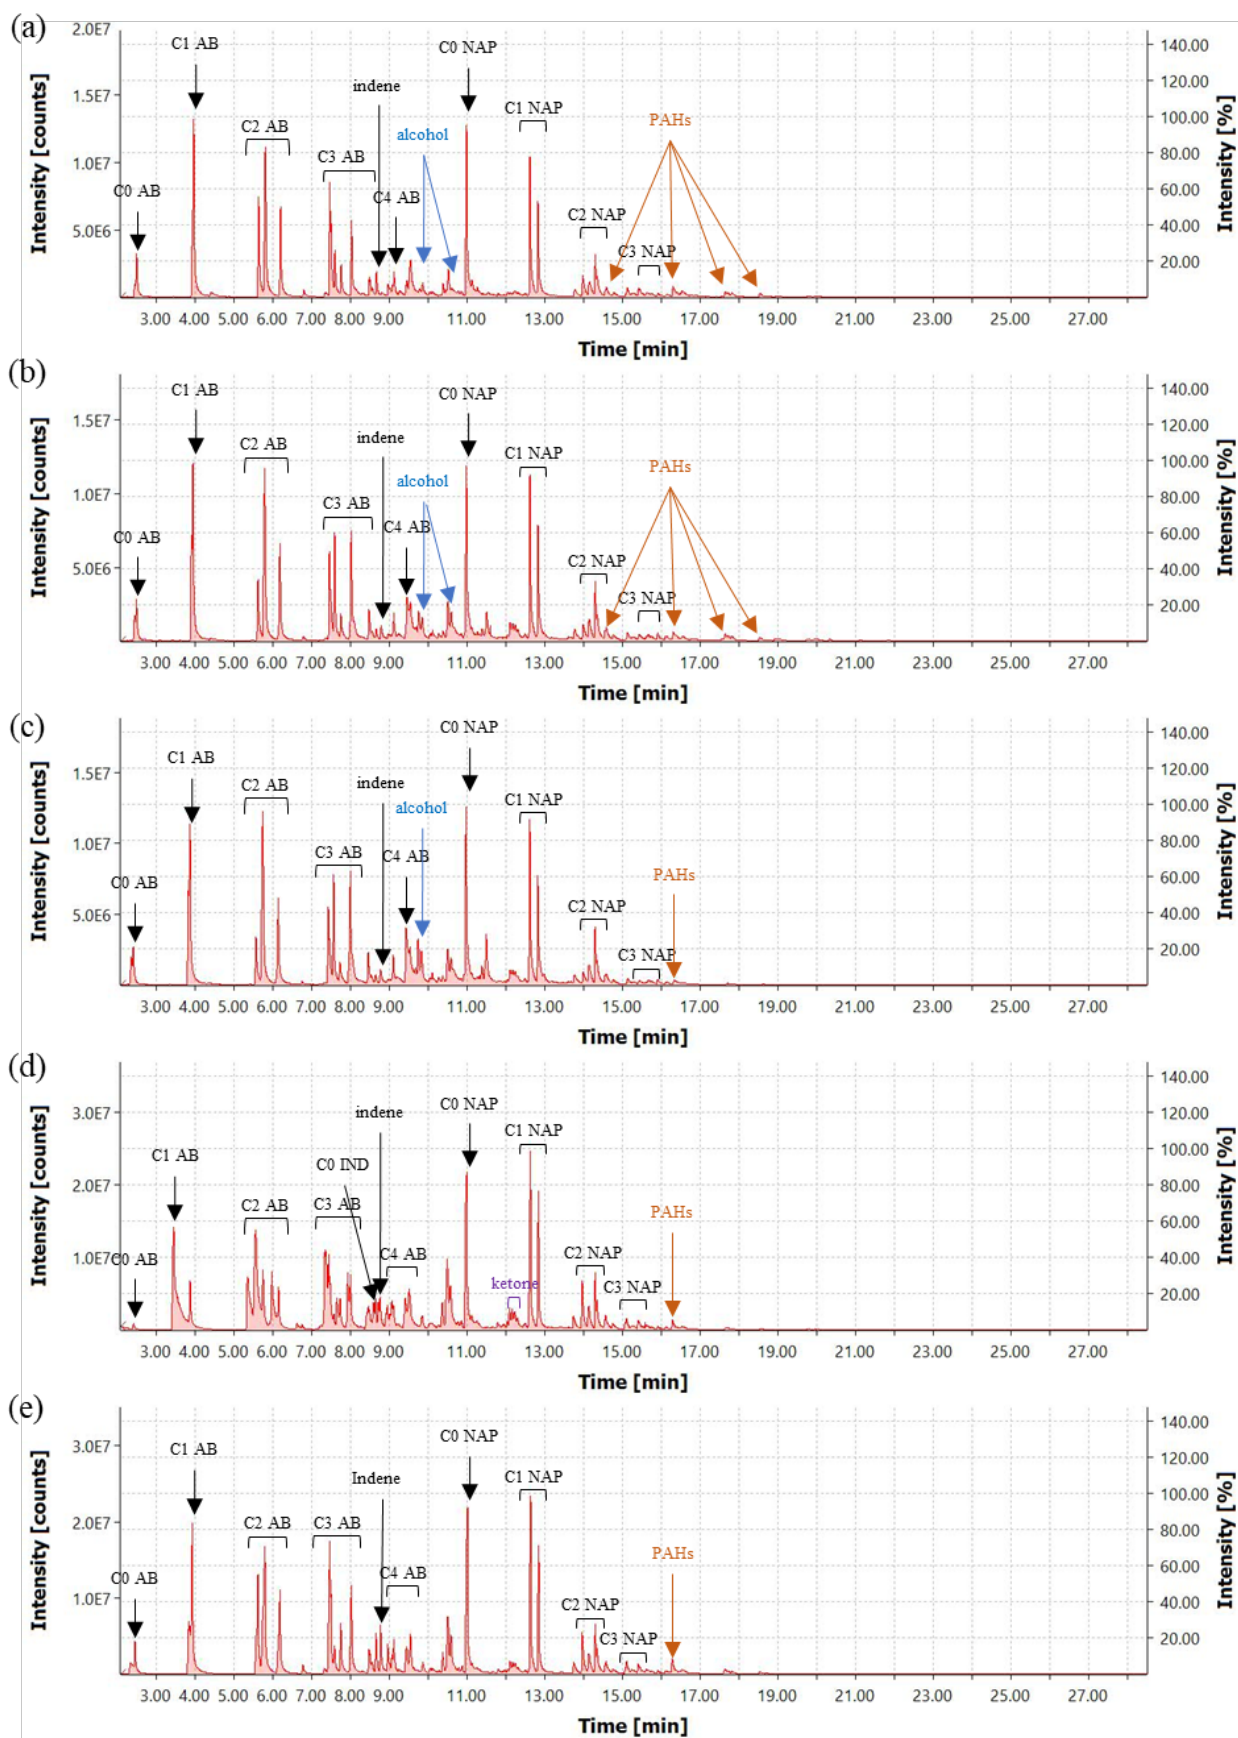 (a)
2.0E7
1.5E7
1.0E7
5.0E6
Intensity [counts]
C0 AB
C1 AB
C2 AB
C3 AB
indene
C4 AB
alcohol
C0 NAP
C1 NAP
C2 NAP
C3 NAP
PAHs
140.00
120.00
100.00
80.00
60.00
40.00
20.00
Intensity [%]
3.00 4.00 5.00 6.00 7.00 8.00 9.00 11.00 13.00 15.00 17.00 19.00 21.00 23.00 25.00 27.00
Time [min]
(b)
1.5E7
1.0E7
5.0E6
Intensity [counts]
C0 AB
C1 AB
C2 AB
C3 AB
indene
C4 AB
alcohol
C0 NAP
C1 NAP
C2 NAP
C3 NAP
PAHs
140.00
120.00
100.00
80.00
60.00
40.00
20.00
Intensity [%]
3.00 4.00 5.00 6.00 7.00 8.00 9.00 11.00 13.00 15.00 17.00 19.00 21.00 23.00 25.00 27.00
Time [min]
(c)
1.5E7
1.0E7
5.0E6
Intensity [counts]
C0 AB
C1 AB
C2 AB
C3 AB
indene
C4 AB
alcohol
C0 NAP
C1 NAP
C2 NAP
C3 NAP
PAHs
140.00
120.00
100.00
80.00
60.00
40.00
20.00
Intensity [%]
3.00 4.00 5.00 6.00 7.00 8.00 9.00 11.00 13.00 15.00 17.00 19.00 21.00 23.00 25.00 27.00
Time [min]
(d)
3.0E7
2.0E7
1.0E7
Intensity [counts]
C0 AB
C1 AB
C2 AB
C3 AB
C0 IND
indene
C4 AB
C0 NAP
ketone
C1 NAP
C2 NAP
C3 NAP
PAHs
140.00
120.00
100.00
80.00
60.00
40.00
20.00
Intensity [%]
3.00 4.00 5.00 6.00 7.00 8.00 9.00 11.00 13.00 15.00 17.00 19.00 21.00 23.00 25.00 27.00
Time [min]
(e)
3.0E7
2.0E7
1.0E7
Intensity [counts]
C0 AB
C1 AB
C2 AB
C3 AB
Indene
C4 AB
C0 NAP
C1 NAP
C2 NAP
C3 NAP
PAHs
140.00
120.00
100.00
80.00
60.00
40.00
20.00
Intensity [%]
3.00 4.00 5.00 6.00 7.00 8.00 9.00 11.00 13.00 15.00 17.00 19.00 21.00 23.00 25.00 27.00
Time [min]